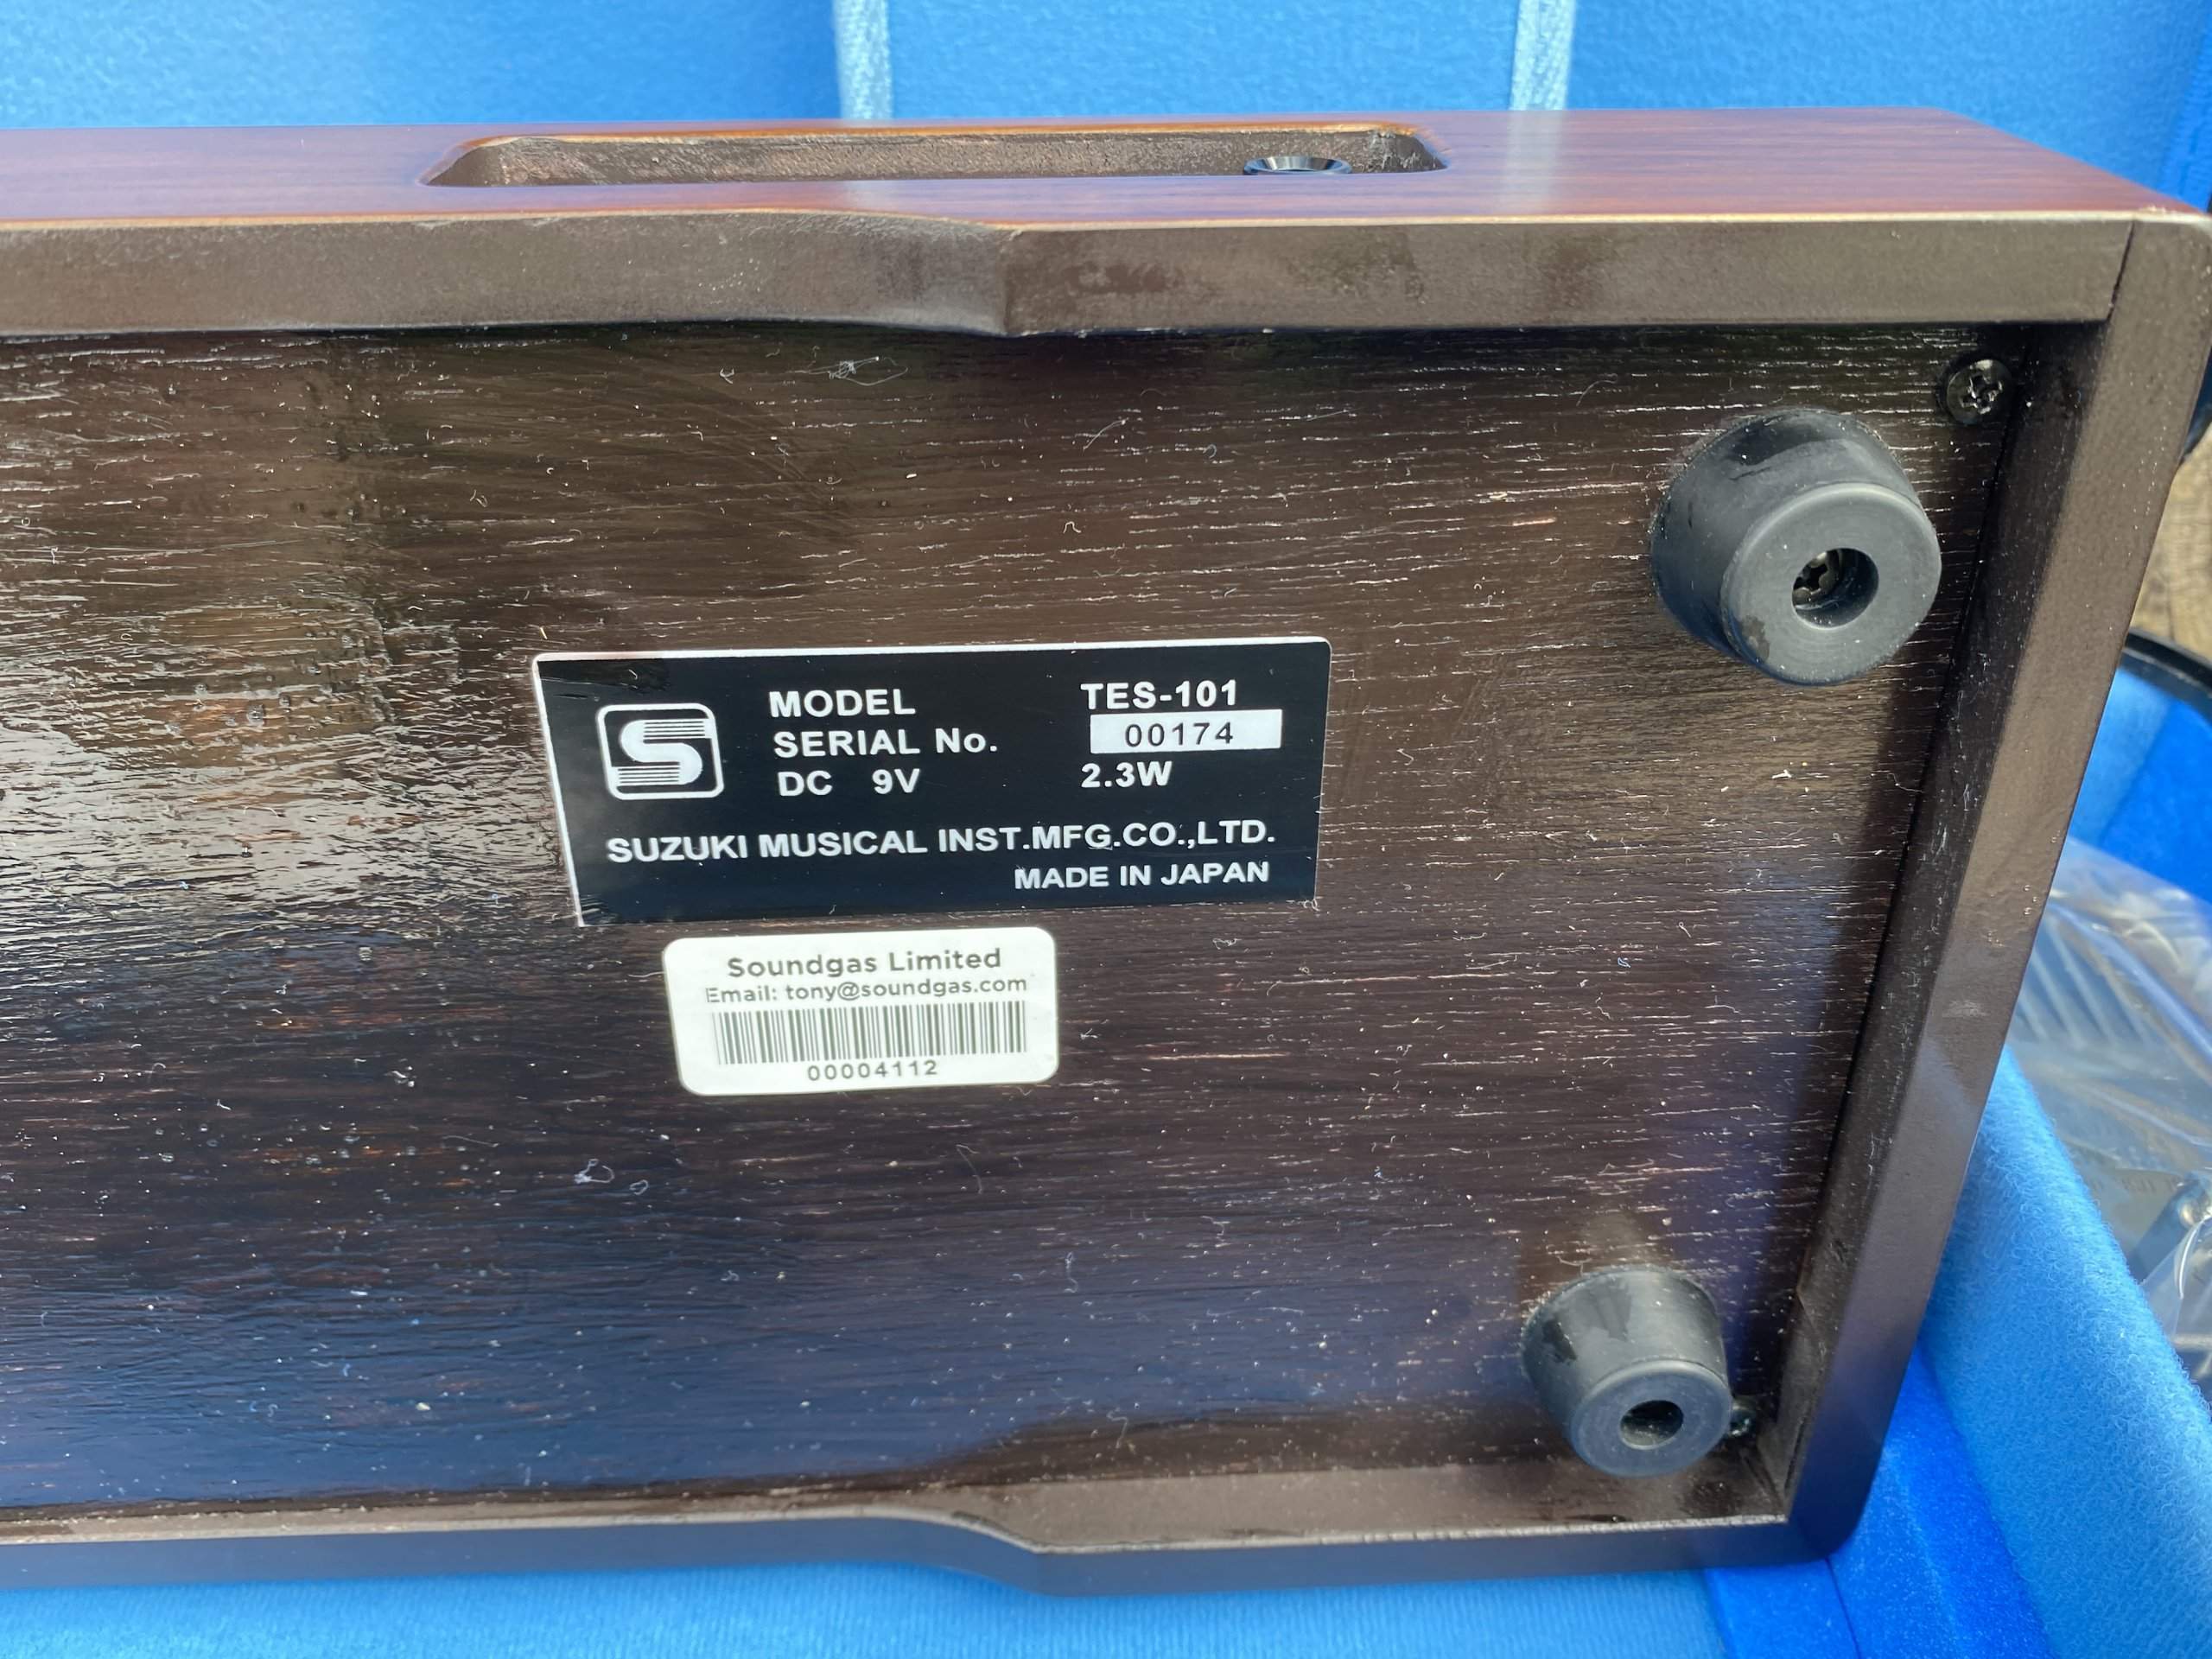 MODEL TES-101
SERIAL No. 00174
DC 9V 2.3W
SUZUKI MUSICAL INST.MFG.CO.,LTD.
MADE IN JAPAN
Soundgas Limited
Email: tony@soundgas.com
00004112